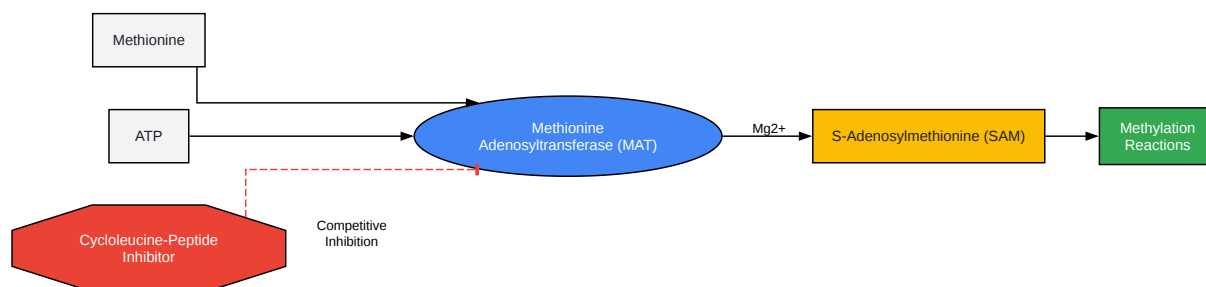 Methionine
ATP
Methionine
Adenosyltransferase (MAT)
Mg2+
S-Adenosylmethionine (SAM)
Methylation
Reactions
Competitive
Inhibition
Cycloleucine-Peptide
Inhibitor